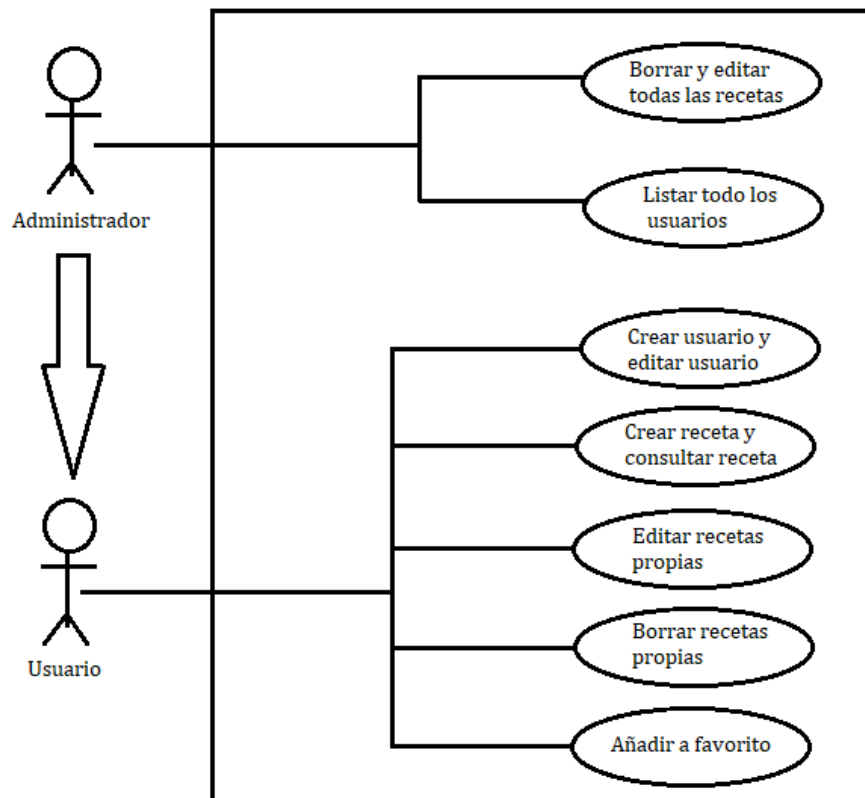 Borrar y editar
todas las recetas
Administrador
Listar todo los
usuarios
Crear usuario y
editar usuario
Crear receta y
consultar receta
Editar recetas
propias
Usuario
Borrar recetas
propias
Añadir a favorito